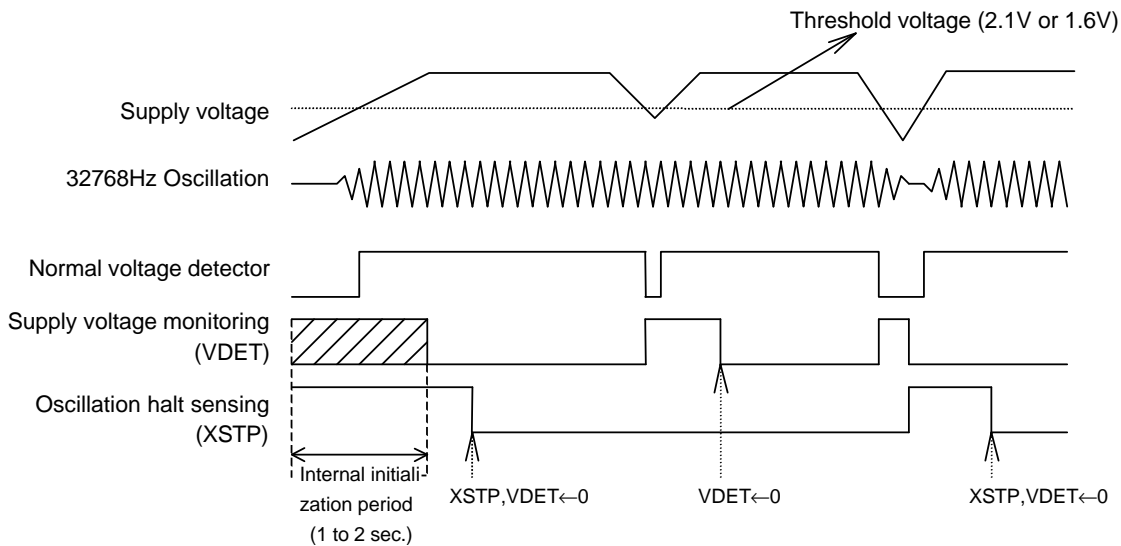 Threshold voltage (2.1V or 1.6V)
Supply voltage
32768Hz Oscillation
Normal voltage detector
Supply voltage monitoring
(VDET)
Oscillation halt sensing
(XSTP)
Internal initiali-
zation period
(1 to 2 sec.)
XSTP,VDET←0
VDET←0
XSTP,VDET←0